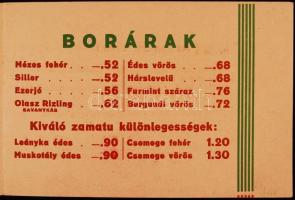 BORÁRAK
Mézes fehér . . —.52
Siller . . —.52
Ezerjó . . —.56
Olasz Rizling —.62
SAVANYKÁS
Édes vörös . . —.68
Hárslevelű . . —.68
Furmint száraz . —.76
Burgundi vörös . —.72
Kiváló zamatu különlegességek:
Leányka édes . —.90
Muskotály édes —.90
Csemege fehér 1.20
Csemege vörös 1.30